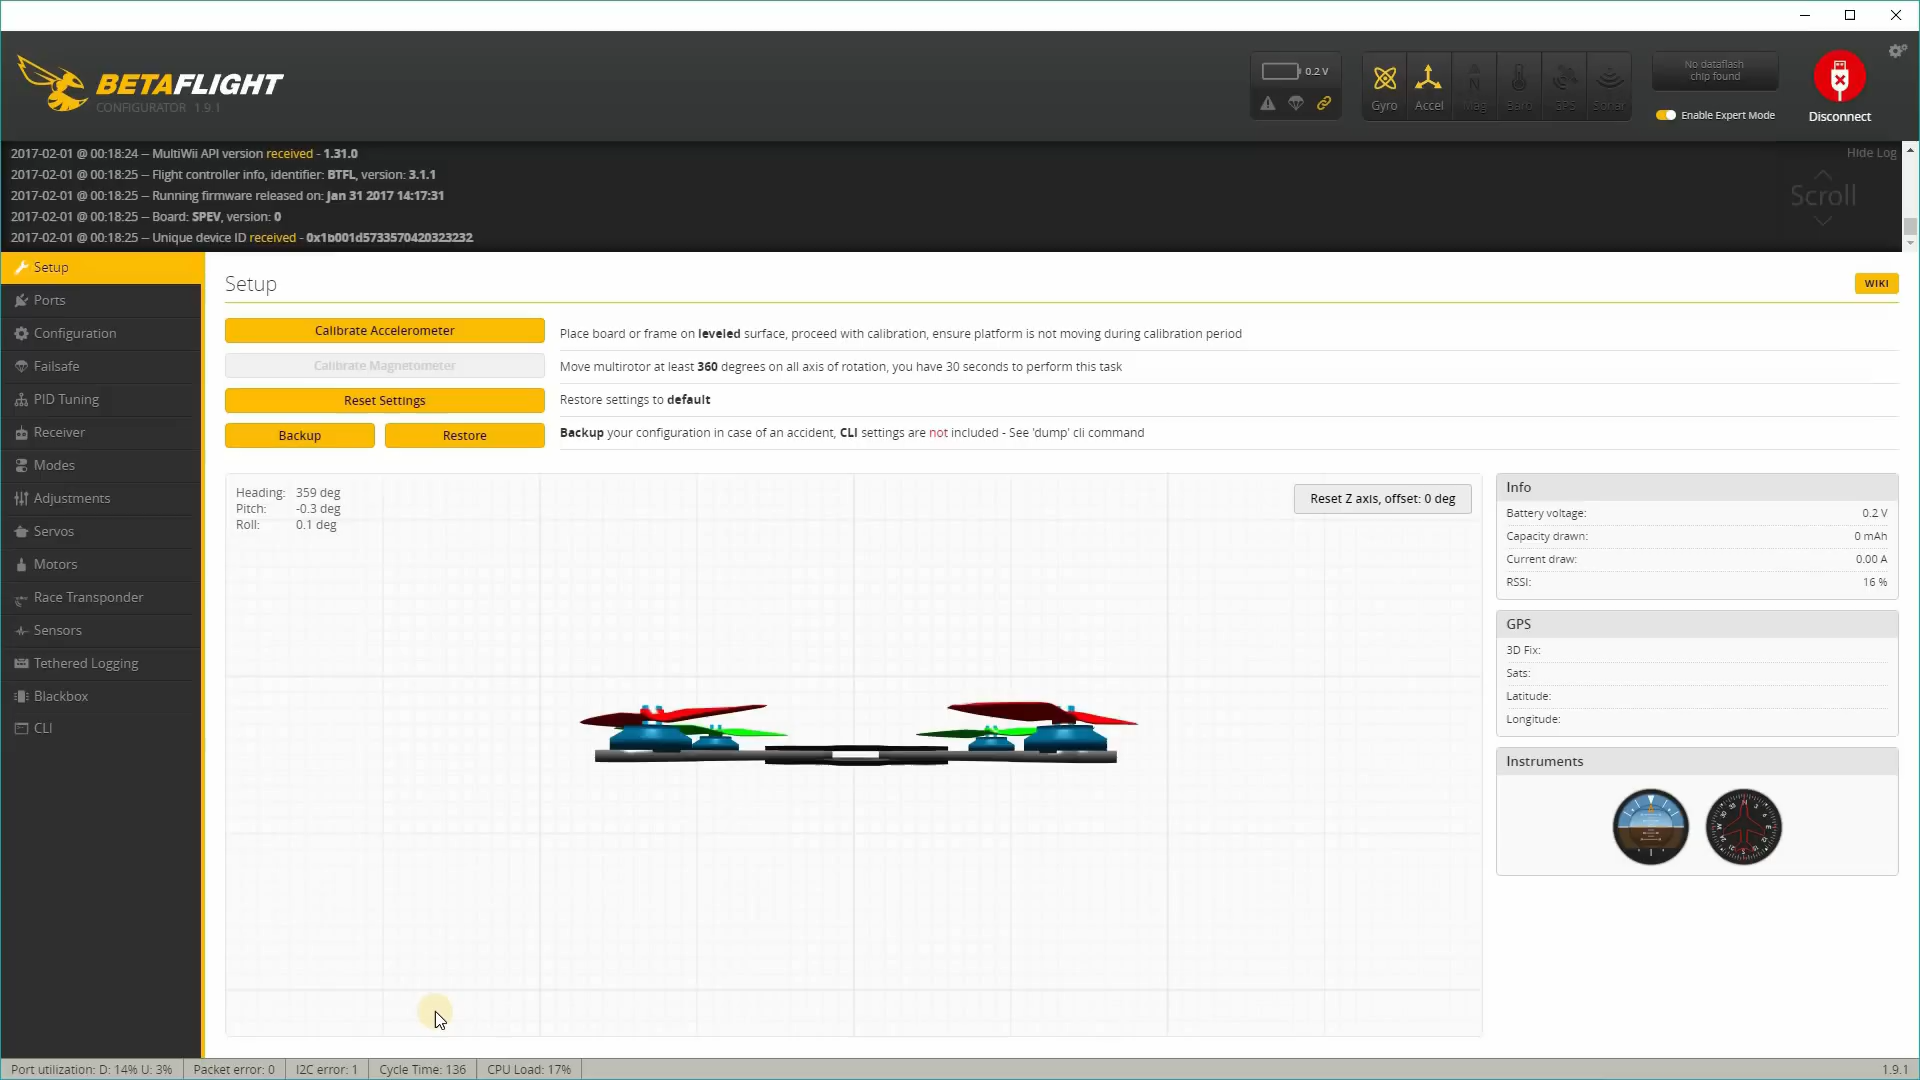 BETAFLIGHT
CONFIGURATOR 1.9.1
0.2 V
Gyro
Accel
Mag
Baro
GPS
Sonar
No dataflash
chip found
Enable Expert Mode
Disconnect
2017-02-01 @ 00:18:24 -- MultiWii API version received - 1.31.0
2017-02-01 @ 00:18:25 -- Flight controller info, identifier: BTFL, version: 3.1.1
2017-02-01 @ 00:18:25 -- Running firmware released on: Jan 31 2017 14:17:31
2017-02-01 @ 00:18:25 -- Board: SPEV, version: 0
2017-02-01 @ 00:18:25 -- Unique device ID received - 0x1b001d5733570420323232
Hide Log
Scroll
Setup
Ports
Configuration
Failsafe
PID Tuning
Receiver
Modes
Adjustments
Servos
Motors
Race Transponder
Sensors
Tethered Logging
Blackbox
CLI
Setup
WIKI
Calibrate Accelerometer
Place board or frame on leveled surface, proceed with calibration, ensure platform is not moving during calibration period
Calibrate Magnetometer
Move multirotor at least 360 degrees on all axis of rotation, you have 30 seconds to perform this task
Reset Settings
Restore settings to default
Backup
Restore
Backup your configuration in case of an accident, CLI settings are not included - See 'dump' cli command
Heading: 359 deg
Pitch: -0.3 deg
Roll: 0.1 deg
Reset Z axis, offset: 0 deg
Info
Battery voltage: 0.2 V
Capacity drawn: 0 mAh
Current draw: 0.00 A
RSSI: 16 %
GPS
3D Fix:
Sats:
Latitude:
Longitude:
Instruments
Port utilization: D: 14% U: 3%
Packet error: 0
I2C error: 1
Cycle Time: 136
CPU Load: 17%
1.9.1